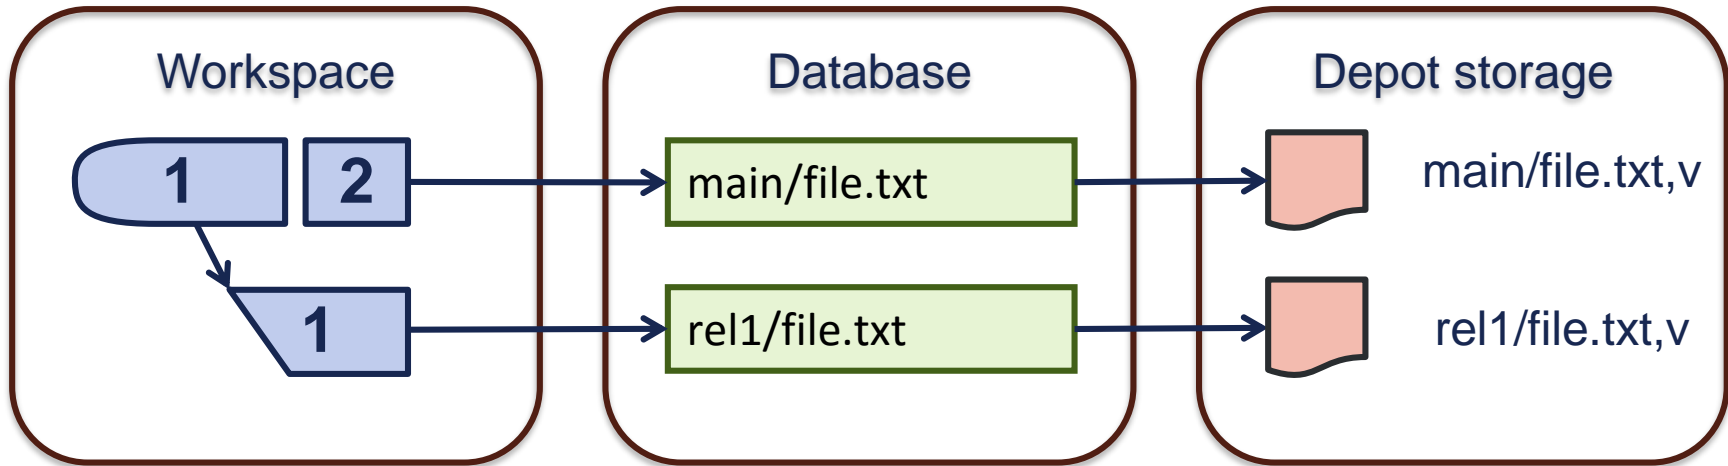 Workspace
Database
Depot storage
1 2
main/file.txt
main/file.txt,v
1
rel1/file.txt
rel1/file.txt,v